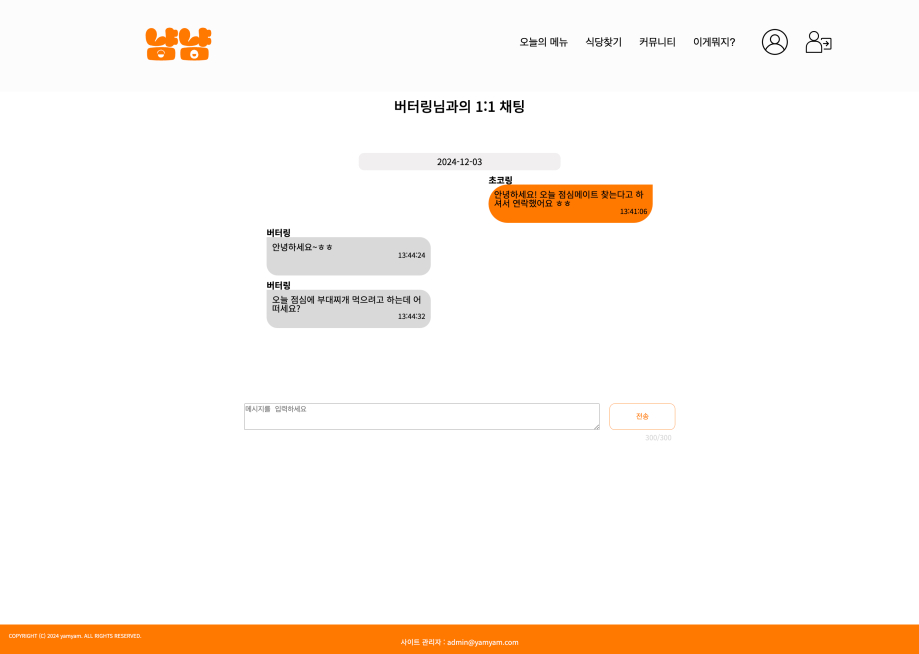 냠냠
오늘의 메뉴 식당찾기 커뮤니티 이게뭐지?
버터링님과의 1:1 채팅
2024-12-03
초코링
안녕하세요! 오늘 점심메이트 찾는다고 하
셔서 연락했어요 ㅎㅎ
13:41:06
버터링
안녕하세요~ㅎㅎ
13:44:24
버터링
오늘 점심에 부대찌개 먹으려고 하는데 어
떠세요?
13:44:32
메시지를 입력하세요
전송
300/300
COPYRIGHT (C) 2024 yamyam. ALL RIGHTS RESERVED.
사이트 관리자 : admin@yamyam.com